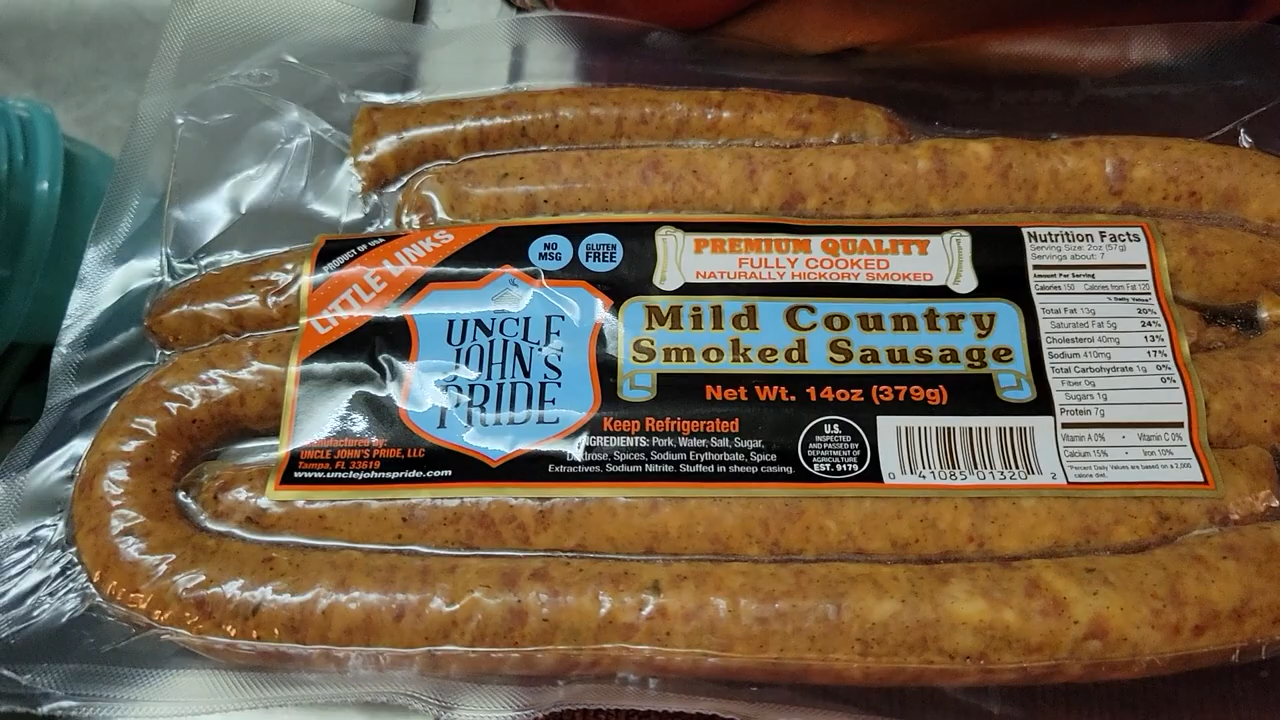 PRODUCT OF USA
LITTLE LINKS
NO
MSG
GLUTEN
FREE
UNCLE
JOHN'S
PRIDE
PREMIUM QUALITY
FULLY COOKED
NATURALLY HICKORY SMOKED
Mild Country
Smoked Sausage
Net Wt. 14oz (379g)
Keep Refrigerated
INGREDIENTS: Pork, Water, Salt, Sugar,
Dextrose, Spices, Sodium Erythorbate, Spice
Extractives, Sodium Nitrite. Stuffed in sheep casing.
Manufactured by:
UNCLE JOHN'S PRIDE, LLC
Tampa, FL 33619
www.unclejohnspride.com
U.S.
INSPECTED
AND PASSED BY
DEPARTMENT OF
AGRICULTURE
EST. 9179
0 41085 01320 2
Nutrition Facts
Serving Size: 2oz (57g)
Servings about: 7
Amount Per Serving
Calories 150 Calories from Fat 120
% Daily Value*
Total Fat 13g 20%
Saturated Fat 5g 24%
Cholesterol 40mg 13%
Sodium 410mg 17%
Total Carbohydrate 1g 0%
Fiber 0g 0%
Sugars 1g
Protein 7g
Vitamin A 0% • Vitamin C 0%
Calcium 15% • Iron 10%
*Percent Daily Values are based on a 2,000
calorie diet.